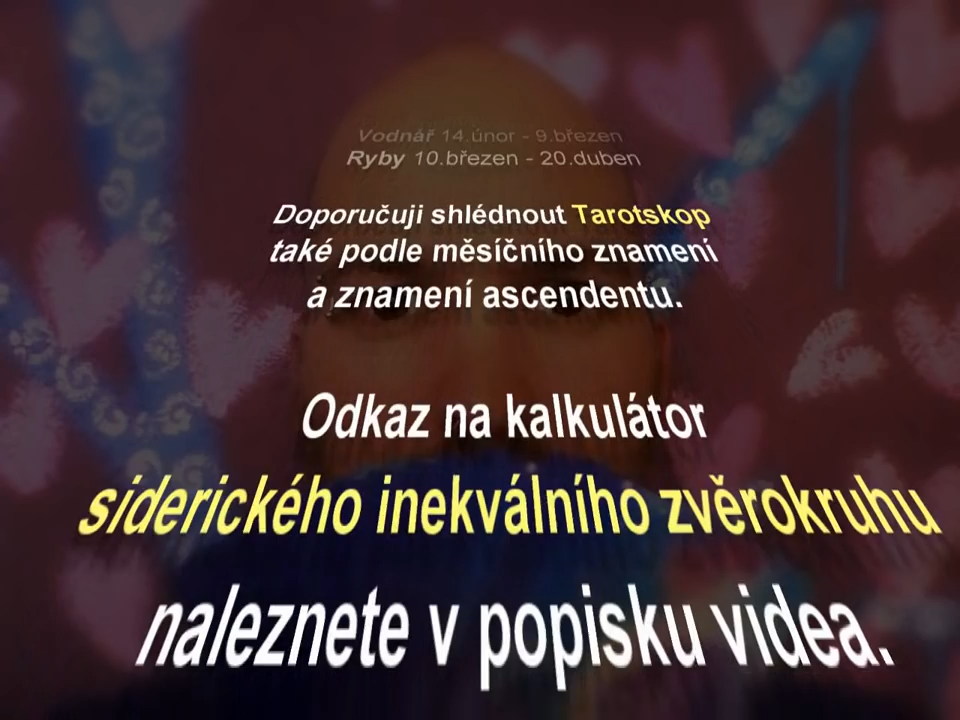 Vodnář 14.únor - 9.březen
Ryby 10.březen - 20.duben
Doporučuji shlédnout Tarotskop
také podle měsíčního znamení
a znamení ascendentu.
Odkaz na kalkulátor
siderického inekválního zvěrokruhu
naleznete v popisku videa.